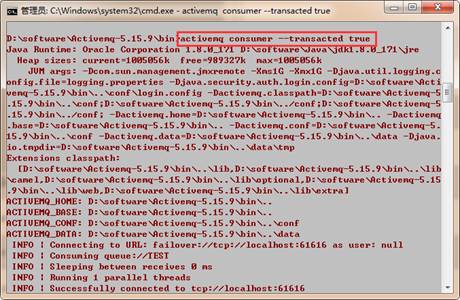 管理员: C:\Windows\system32\cmd.exe - activemq  consumer --transacted true
D:\software\Activemq-5.15.9\bin>activemq consumer --transacted true
Java Runtime: Oracle Corporation 1.8.0_171 D:\software\Java\jdk1.8.0_171\jre
Heap sizes: current=1005056k  free=989327k  max=1005056k
JVM args: -Dcom.sun.management.jmxremote -Xms1G -Xmx1G -Djava.util.logging.c
onfig.file=logging.properties -Djava.security.auth.login.config=D:\software\Acti
vemq-5.15.9\bin\..\conf\login.config -Dactivemq.classpath=D:\software\Activemq-5
.15.9\bin\..\conf;D:\software\Activemq-5.15.9\bin\../conf;D:\software\Activemq-5
.15.9\bin\../conf; -Dactivemq.home=D:\software\Activemq-5.15.9\bin\.. -Dactivemq
.base=D:\software\Activemq-5.15.9\bin\.. -Dactivemq.conf=D:\software\Activemq-5.
15.9\bin\..\conf -Dactivemq.data=D:\software\Activemq-5.15.9\bin\..\data -Djava.
io.tmpdir=D:\software\Activemq-5.15.9\bin\..\data\tmp
Extensions classpath:
[D:\software\Activemq-5.15.9\bin\..\lib,D:\software\Activemq-5.15.9\bin\..\lib
\camel,D:\software\Activemq-5.15.9\bin\..\lib\optional,D:\software\Activemq-5.15
.9\bin\..\lib\web,D:\software\Activemq-5.15.9\bin\..\lib\extra]
ACTIVEMQ_HOME: D:\software\Activemq-5.15.9\bin\..
ACTIVEMQ_BASE: D:\software\Activemq-5.15.9\bin\..
ACTIVEMQ_CONF: D:\software\Activemq-5.15.9\bin\..\conf
ACTIVEMQ_DATA: D:\software\Activemq-5.15.9\bin\..\data
INFO | Connecting to URL: failover://tcp://localhost:61616 as user: null
INFO | Consuming queue://TEST
INFO | Sleeping between receives 0 ms
INFO | Running 1 parallel threads
INFO | Successfully connected to tcp://localhost:61616